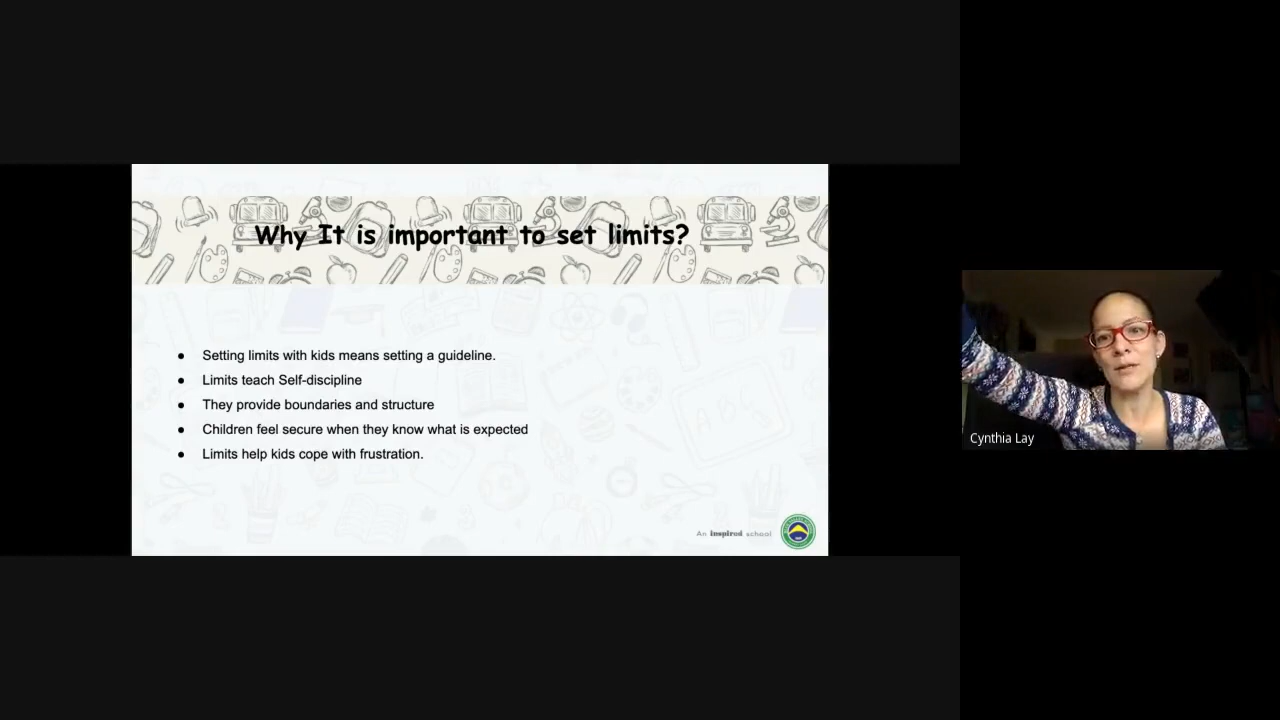 Why It is important to set limits?
● Setting limits with kids means setting a guideline.
● Limits teach Self-discipline
● They provide boundaries and structure
● Children feel secure when they know what is expected
● Limits help kids cope with frustration.
An inspired school
Cynthia Lay